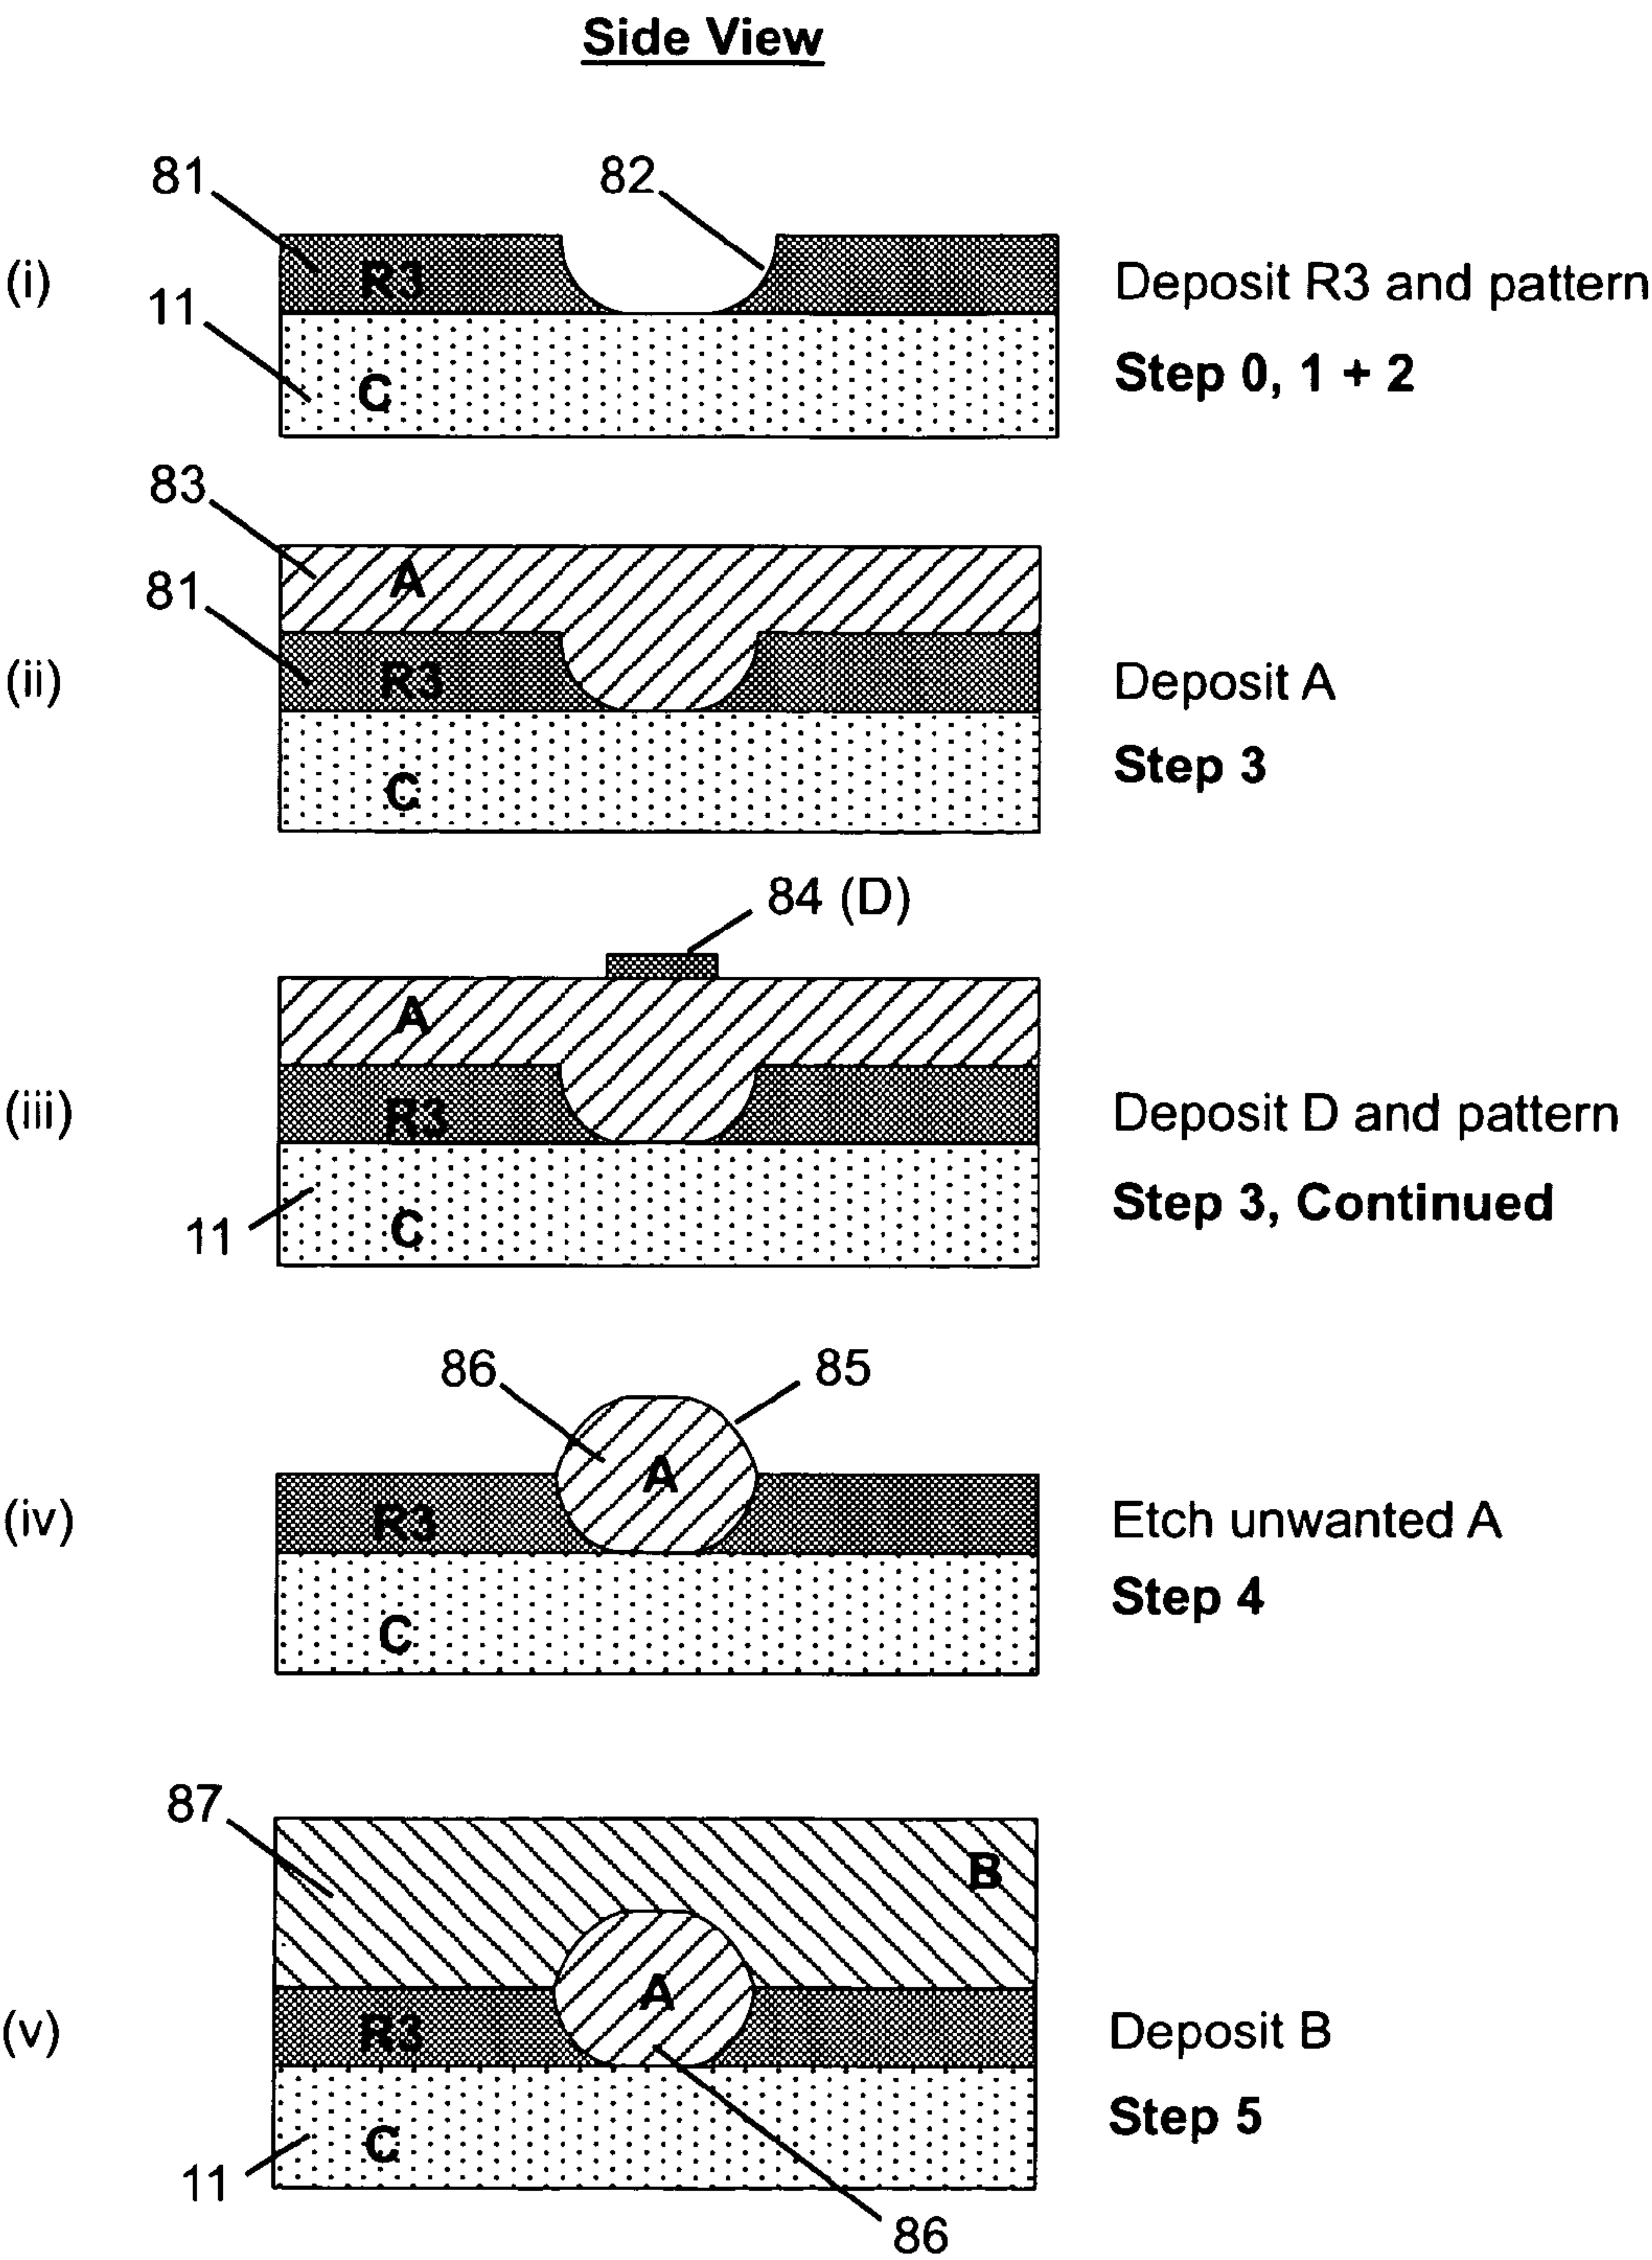 Side View
81
82
(i)
R3
11
C
Deposit R3 and pattern
Step 0, 1 + 2
83
A
81
(ii)
R3
C
Deposit A
Step 3
84 (D)
A
(iii)
R3
11
C
Deposit D and pattern
Step 3, Continued
86
85
A
(iv)
R3
C
Etch unwanted A
Step 4
87
B
A
(v)
R3
11
C
86
Deposit B
Step 5